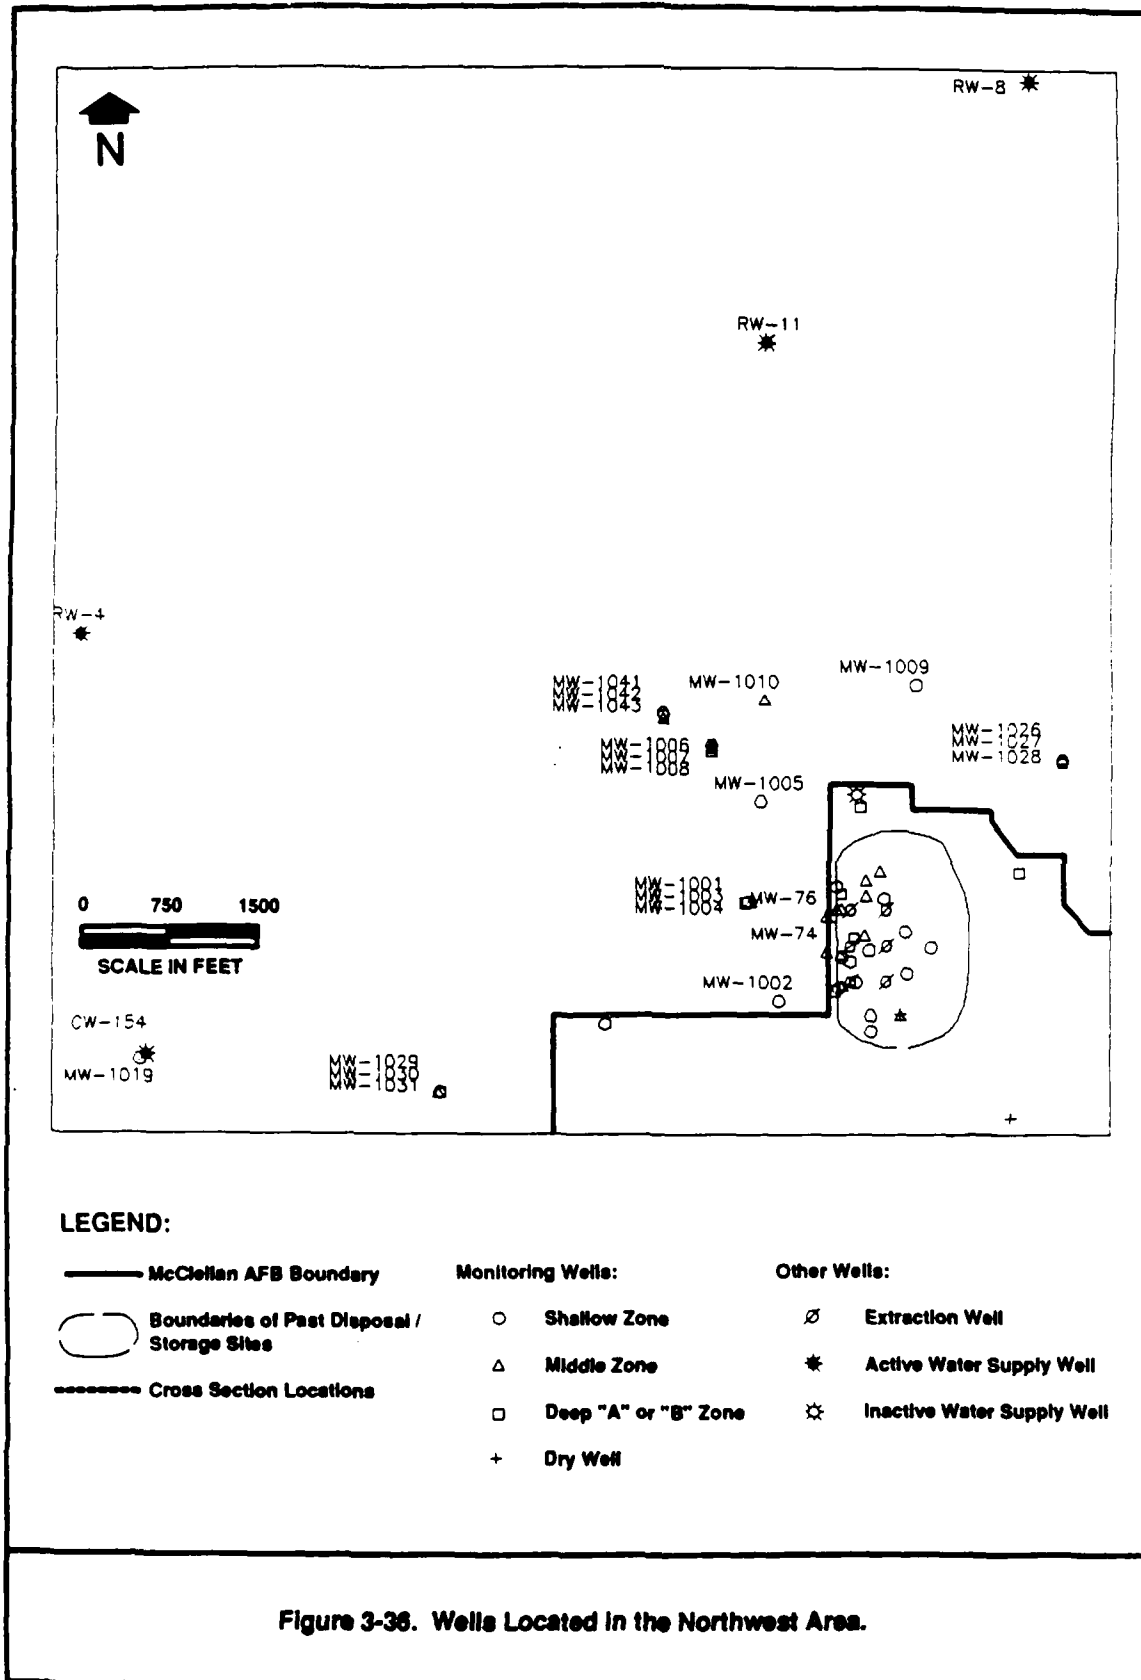 RW-8
N
RW-11
RW-4
MW-1009
MW-1041
MW-1042
MW-1043
MW-1010
MW-1006
MW-1007
MW-1008
MW-1026
MW-1027
MW-1028
MW-1005
MW-1001
MW-1003
MW-1004
MW-76
MW-74
0 750 1500
SCALE IN FEET
MW-1002
CW-154
MW-1019
MW-1029
MW-1030
MW-1031
LEGEND:
McClellan AFB Boundary
Boundaries of Past Disposal /
Storage Sites
Cross Section Locations
Monitoring Wells:
Shallow Zone
Middle Zone
Deep "A" or "B" Zone
Dry Well
Other Wells:
Extraction Well
Active Water Supply Well
Inactive Water Supply Well
Figure 3-36. Wells Located in the Northwest Area.